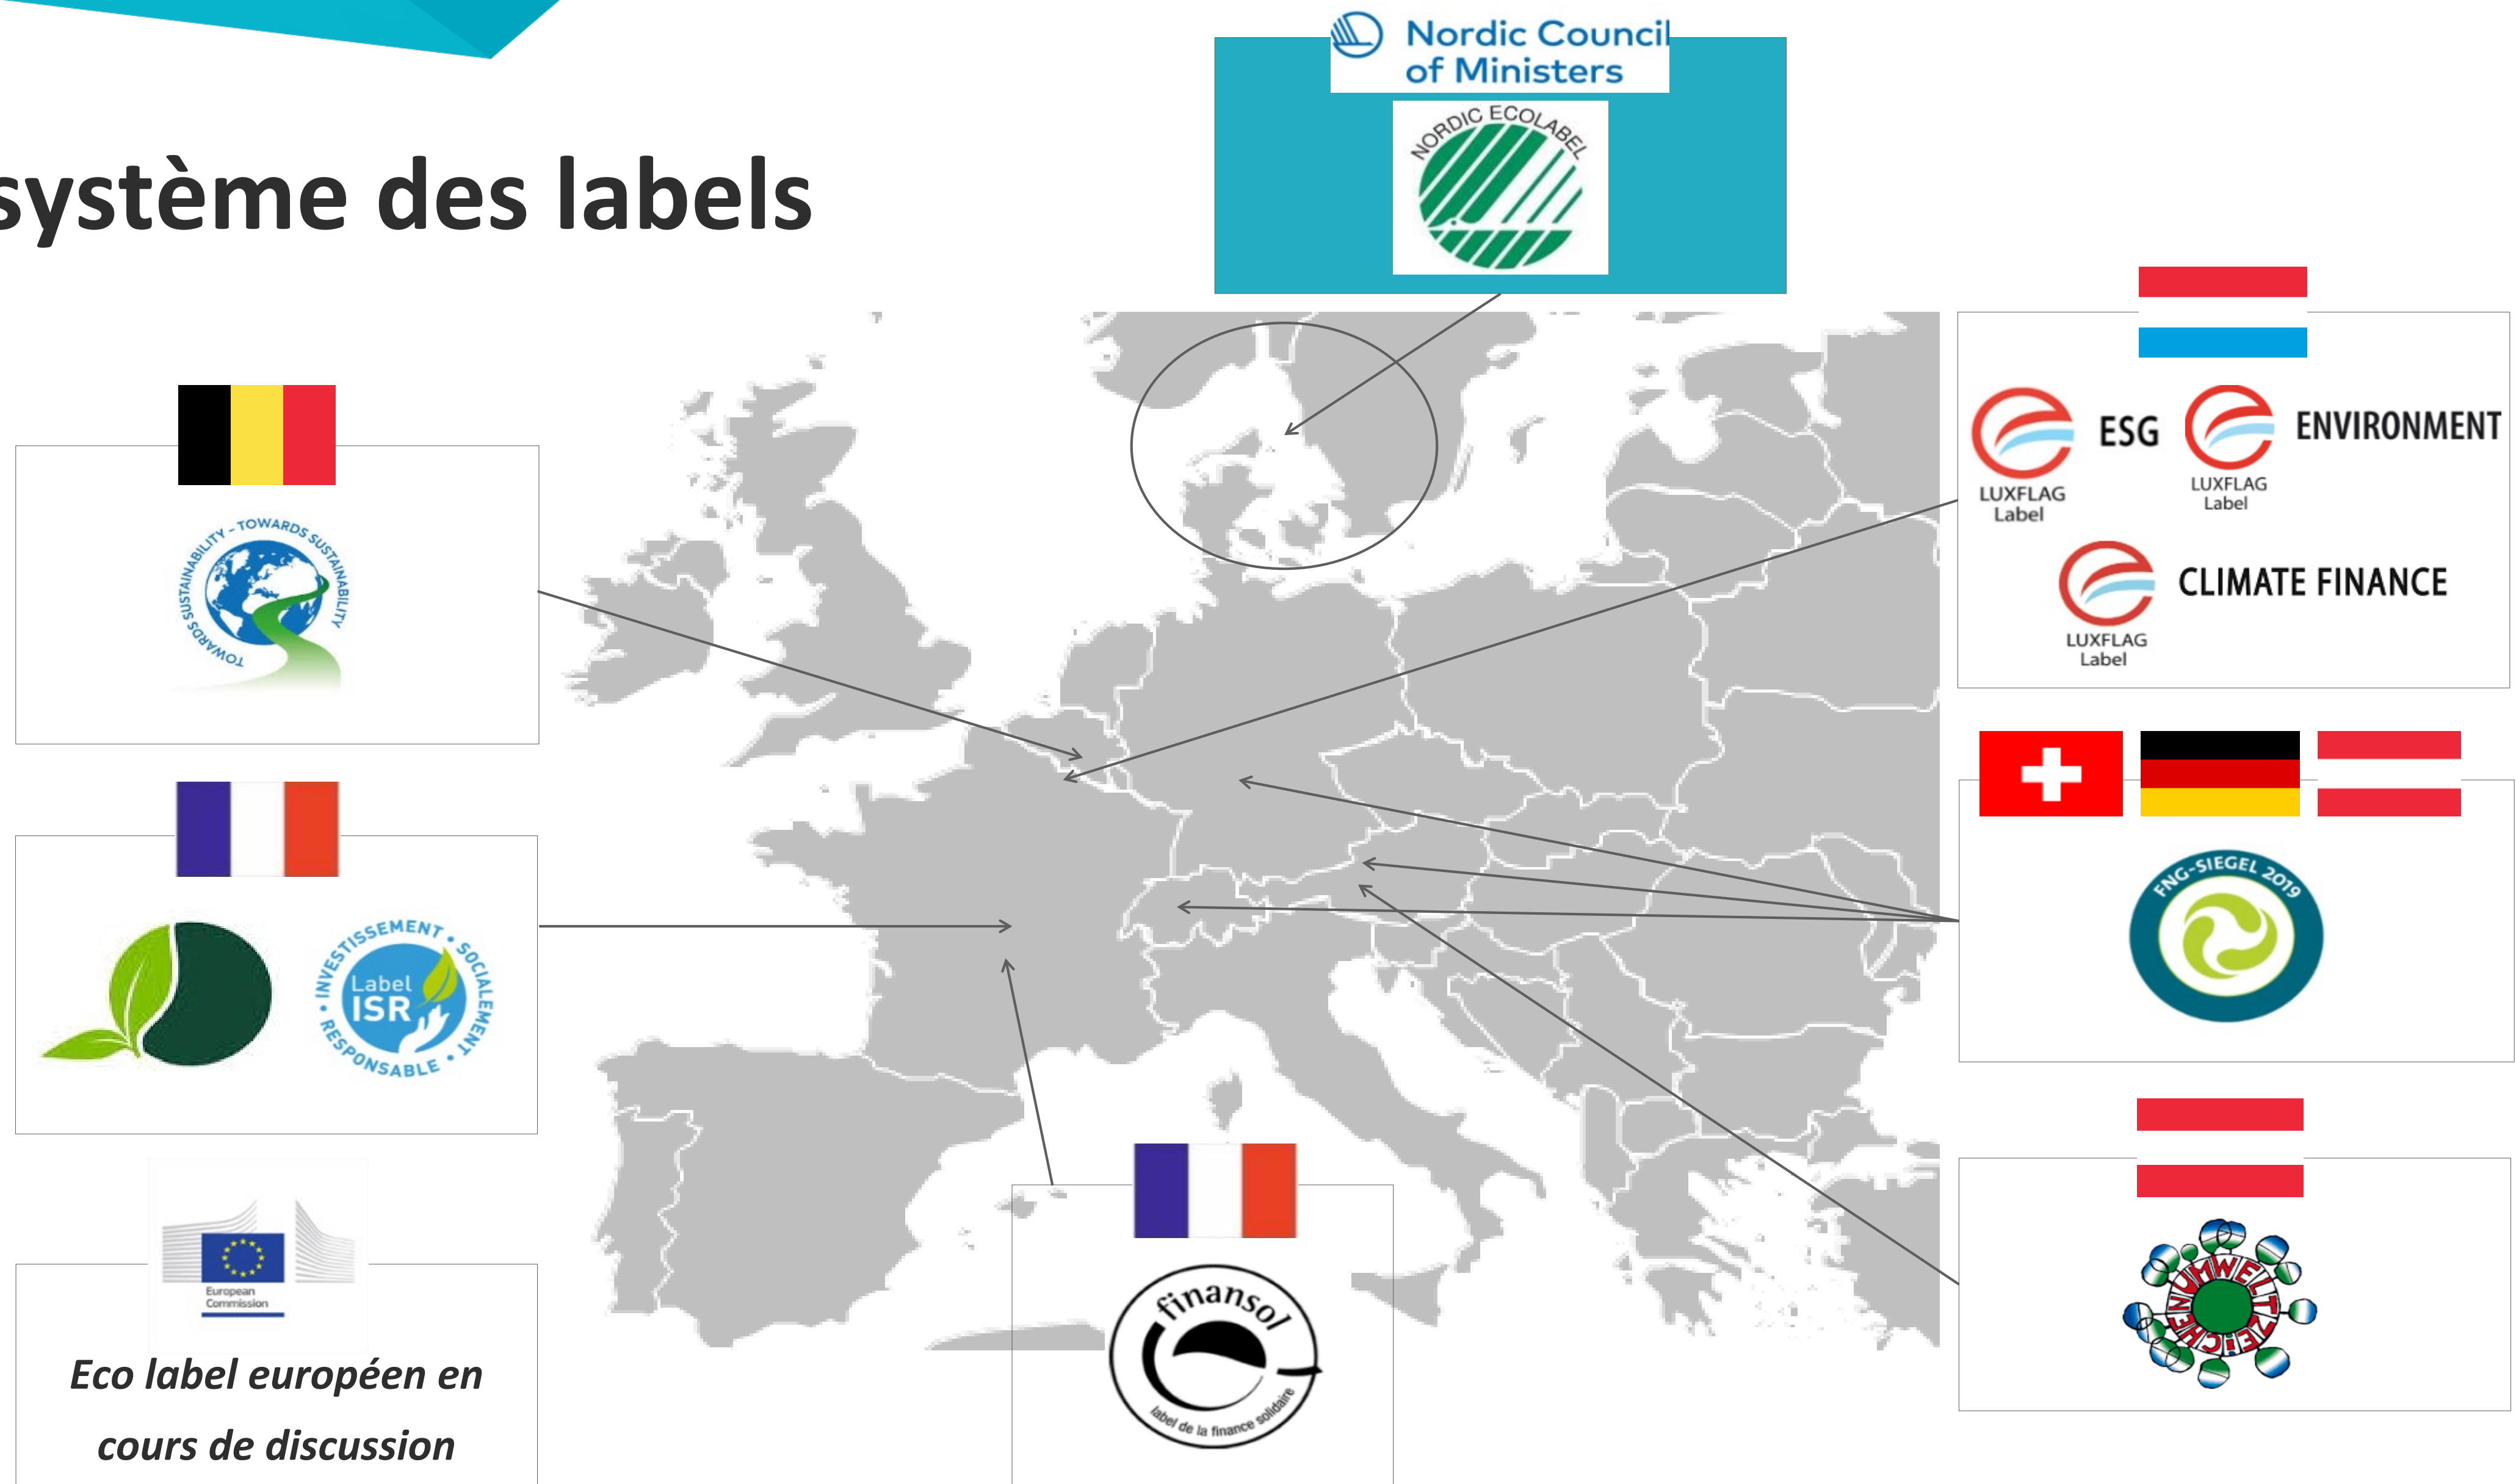 système des labels
Nordic Council
of Ministers
NORDIC ECOLABEL
TOWARDS SUSTAINABILITY – TOWARDS SUSTAINABILITY
ESG
LUXFLAG
Label
ENVIRONMENT
LUXFLAG
Label
CLIMATE FINANCE
LUXFLAG
Label
INVESTISSEMENT • SOCIALEMENT • RESPONSABLE •
Label
ISR
FNG-SIEGEL 2019
European
Commission
Eco label européen en
cours de discussion
finansol
label de la finance solidaire
UMWELTZEICHEN